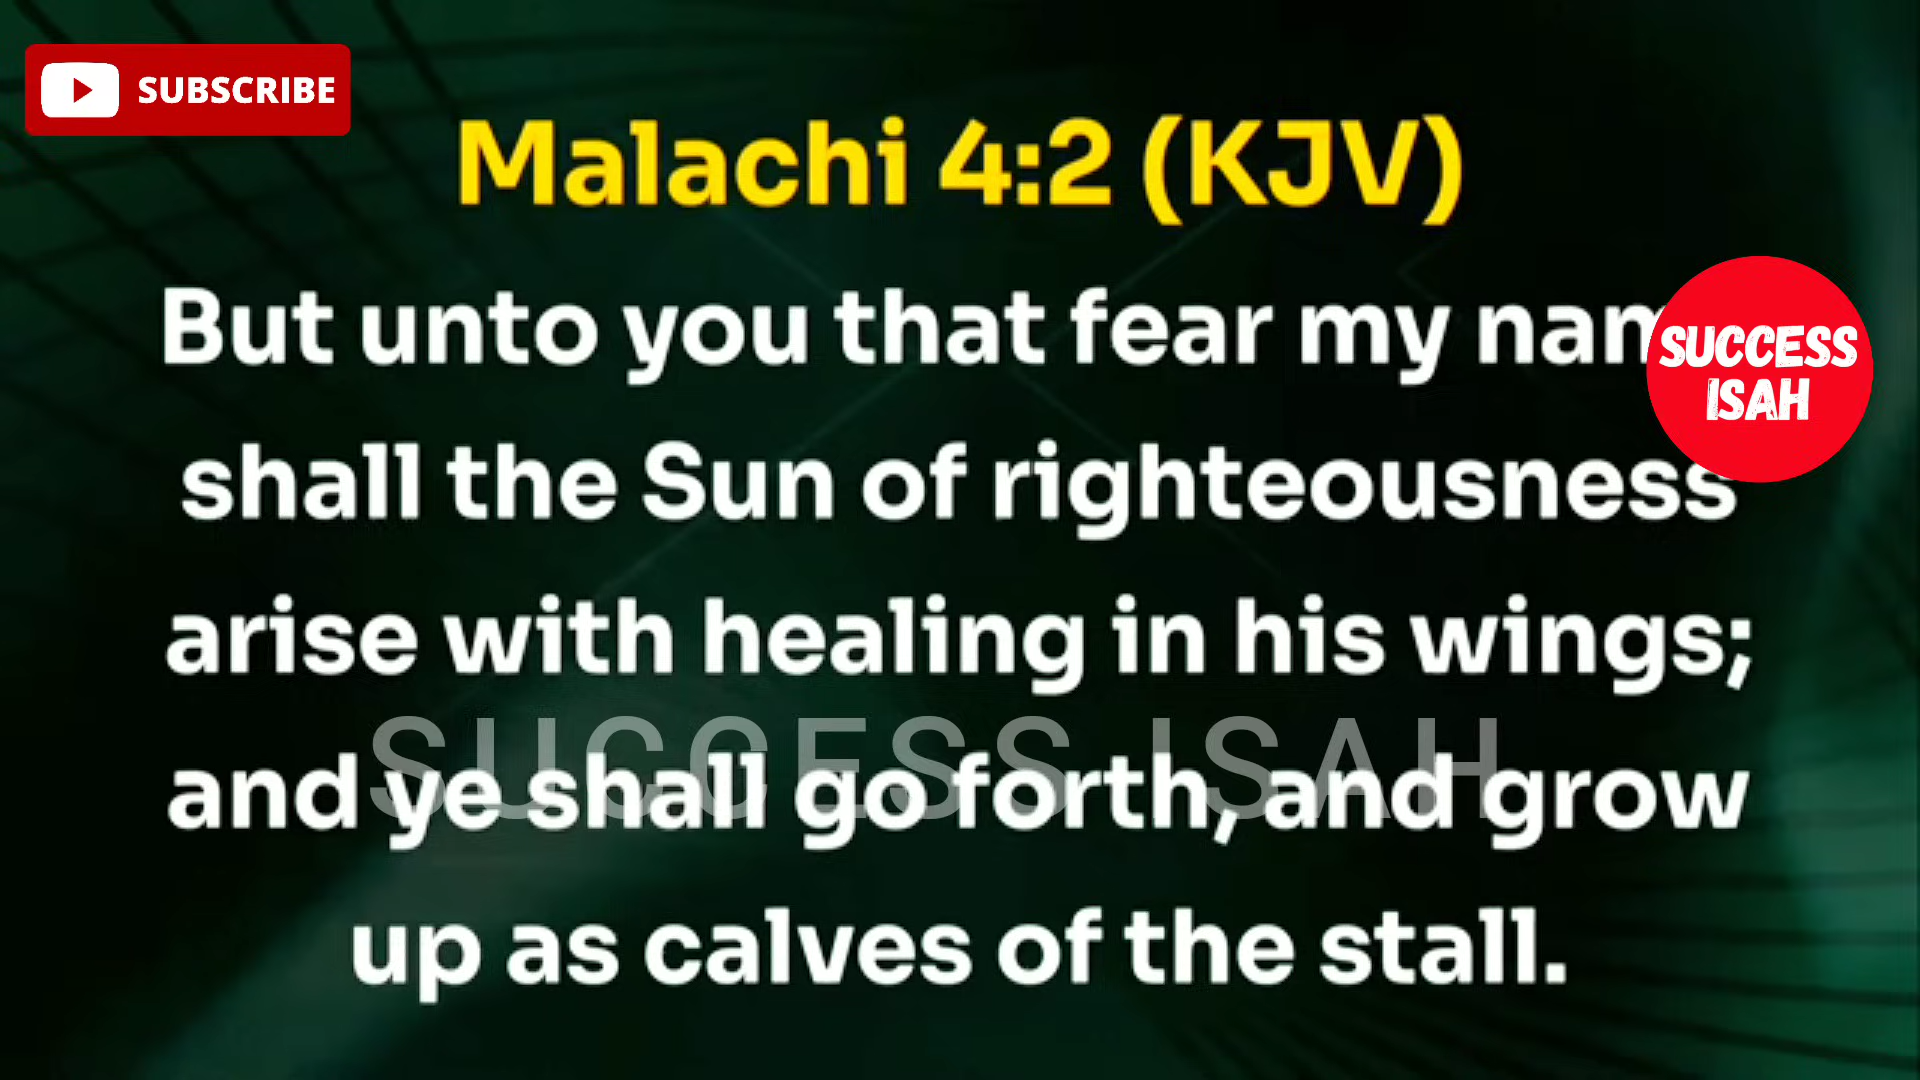 SUBSCRIBE
Malachi 4:2 (KJV)
But unto you that fear my
shall the Sun of righteousness
arise with healing in his wings;
and ye shall go forth, and grow
up as calves of the stall.
SUCCESS
ISAH
SUCCESS ISAH